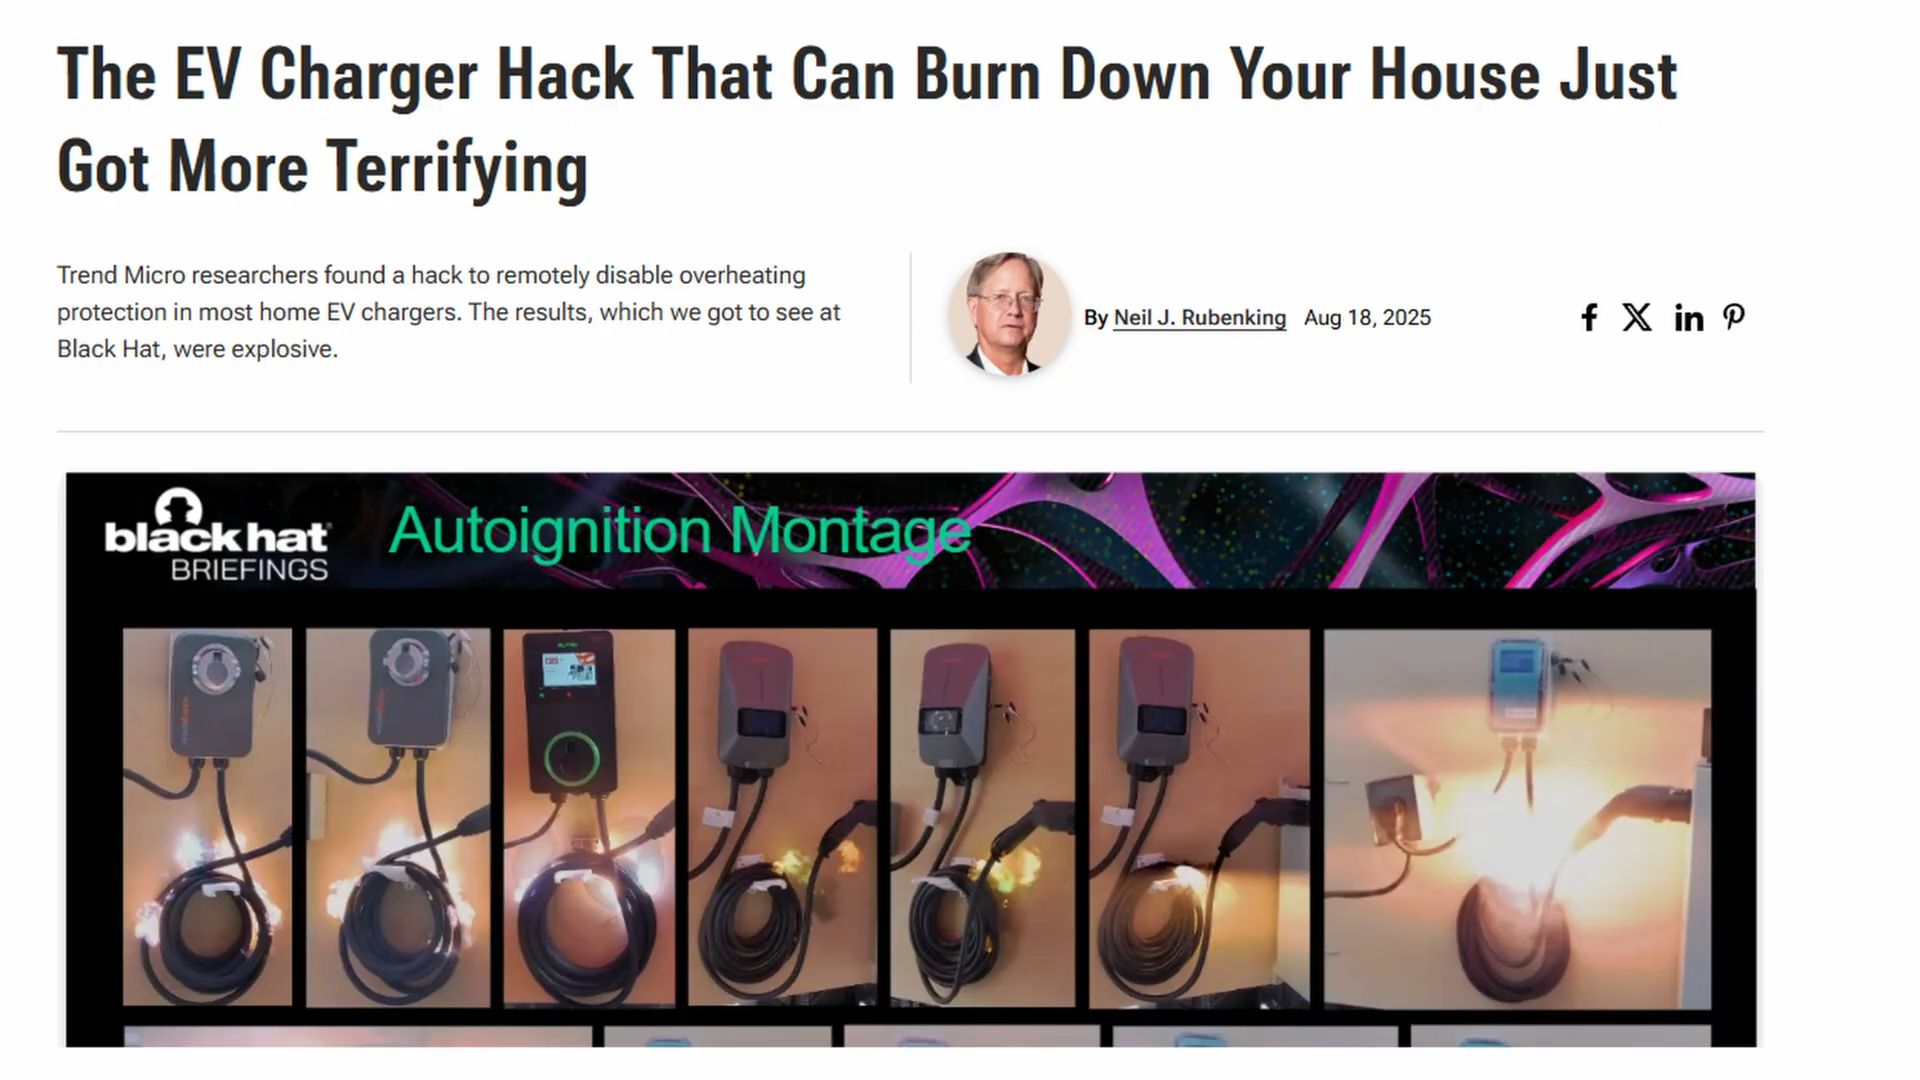 The EV Charger Hack That Can Burn Down Your House Just
Got More Terrifying
Trend Micro researchers found a hack to remotely disable overheating
protection in most home EV chargers. The results, which we got to see at
Black Hat, were explosive.
By Neil J. Rubenking Aug 18, 2025
black hat
BRIEFINGS
Autoignition Montage